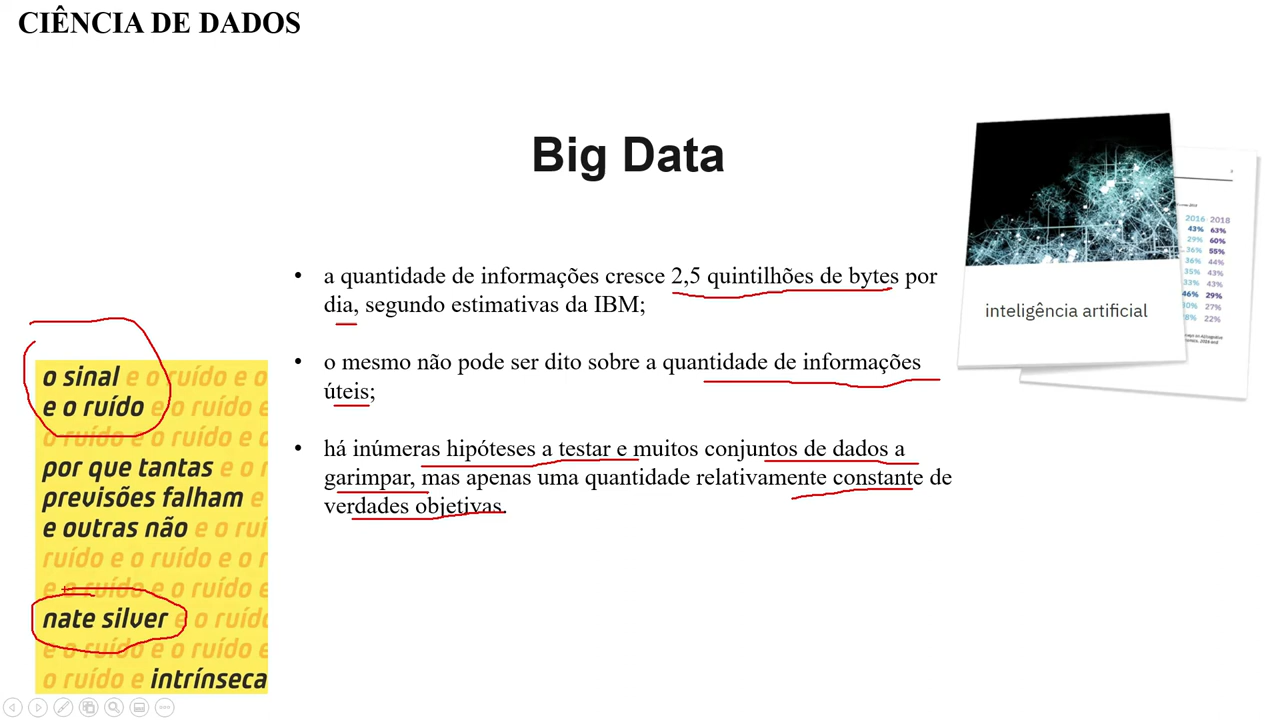 CIÊNCIA DE DADOS
Big Data
• a quantidade de informações cresce 2,5 quintilhões de bytes por
dia, segundo estimativas da IBM;
• o mesmo não pode ser dito sobre a quantidade de informações
úteis;
• há inúmeras hipóteses a testar e muitos conjuntos de dados a
garimpar, mas apenas uma quantidade relativamente constante de
verdades objetivas.
o sinal e o ruído e o
e o ruído e o ruído e
o ruído e o ruído e o
por que tantas e o r
previsões falham e
e outras não e o ruí
ruído e o ruído e o r
e o ruído e o ruído e
nate silver e o ruído
e o ruído e o ruído e
o ruído e intrínseca
inteligência artificial
2016 2018
43% 63%
29% 60%
36% 55%
36% 44%
35% 43%
33% 43%
46% 29%
30% 27%
28% 22%